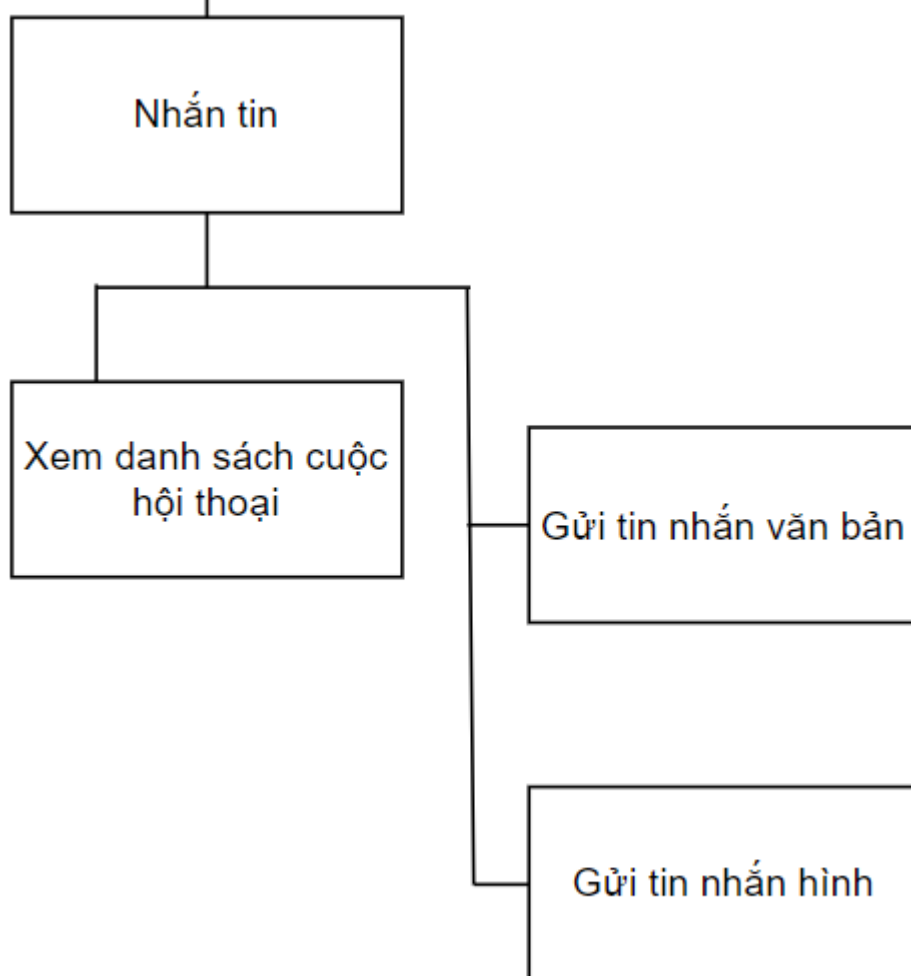 Nhắn tin
Xem danh sách cuộc
hội thoại
Gửi tin nhắn văn bản
Gửi tin nhắn hình